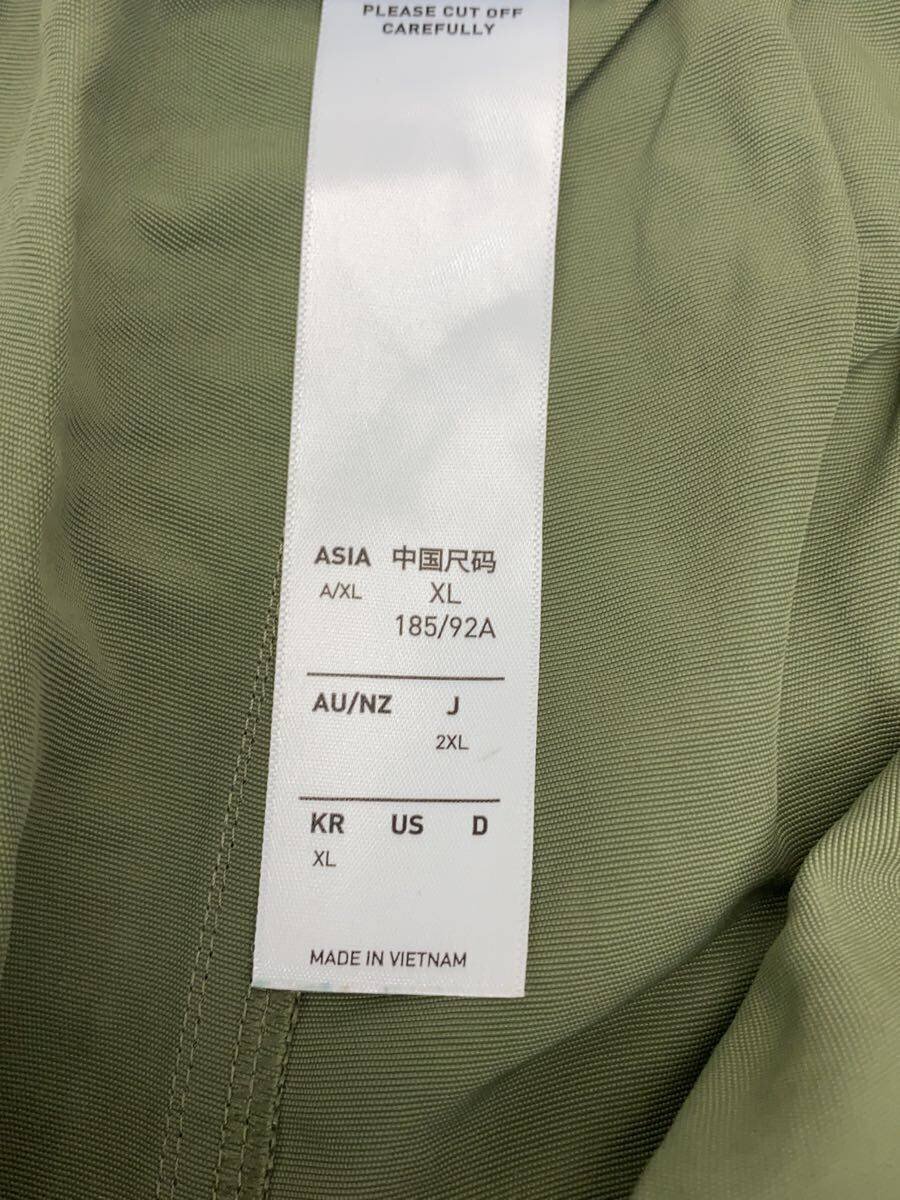 PLEASE CUT OFF
CAREFULLY
ASIA 中国尺码
A/XL XL
185/92A
AU/NZ J
2XL
KR US D
XL
MADE IN VIETNAM